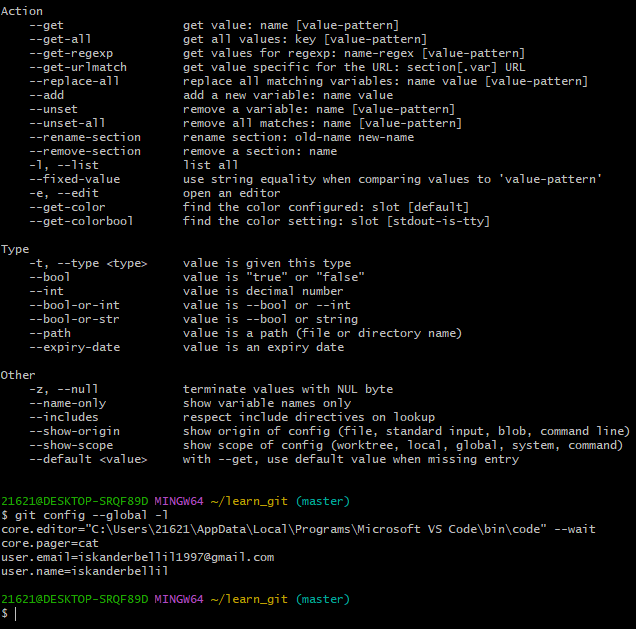 Action
    --get                 get value: name [value-pattern]
    --get-all             get all values: key [value-pattern]
    --get-regexp          get values for regexp: name-regex [value-pattern]
    --get-urlmatch        get value specific for the URL: section[.var] URL
    --replace-all         replace all matching variables: name value [value-pattern]
    --add                 add a new variable: name value
    --unset               remove a variable: name [value-pattern]
    --unset-all           remove all matches: name [value-pattern]
    --rename-section      rename section: old-name new-name
    --remove-section      remove a section: name
    -l, --list            list all
    --fixed-value         use string equality when comparing values to 'value-pattern'
    -e, --edit            open an editor
    --get-color           find the color configured: slot [default]
    --get-colorbool       find the color setting: slot [stdout-is-tty]
Type
    -t, --type <type>     value is given this type
    --bool                value is "true" or "false"
    --int                 value is decimal number
    --bool-or-int         value is --bool or --int
    --bool-or-str         value is --bool or string
    --path                value is a path (file or directory name)
    --expiry-date         value is an expiry date
Other
    -z, --null            terminate values with NUL byte
    --name-only           show variable names only
    --includes            respect include directives on lookup
    --show-origin         show origin of config (file, standard input, blob, command line)
    --show-scope          show scope of config (worktree, local, global, system, command)
    --default <value>     with --get, use default value when missing entry
21621@DESKTOP-SRQF89D MINGW64 ~/learn_git (master)
$ git config --global -l
core.editor="C:\Users\21621\AppData\Local\Programs\Microsoft VS Code\bin\code" --wait
core.pager=cat
user.email=iskanderbellil1997@gmail.com
user.name=iskanderbellil
21621@DESKTOP-SRQF89D MINGW64 ~/learn_git (master)
$